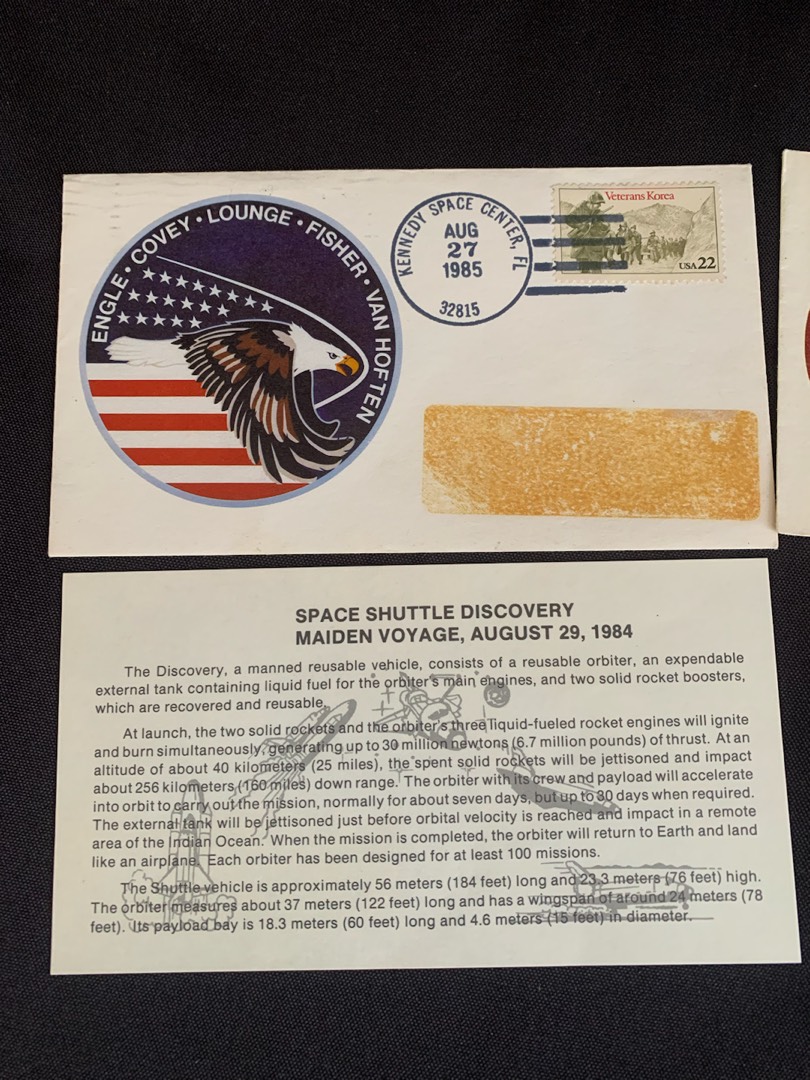 ENGLE • COVEY • LOUNGE • FISHER • VAN HOFTEN
KENNEDY SPACE CENTER, FL
AUG
27
1985
32815
Veterans Korea
USA 22
SPACE SHUTTLE DISCOVERY
MAIDEN VOYAGE, AUGUST 29, 1984
The Discovery, a manned reusable vehicle, consists of a reusable orbiter, an expendable
external tank containing liquid fuel for the orbiter's main engines, and two solid rocket boosters,
which are recovered and reusable.
At launch, the two solid rockets and the orbiter's three liquid-fueled rocket engines will ignite
and burn simultaneously, generating up to 30 million newtons (6.7 million pounds) of thrust. At an
altitude of about 40 kilometers (25 miles), the spent solid rockets will be jettisoned and impact
about 256 kilometers (160 miles) down range. The orbiter with its crew and payload will accelerate
into orbit to carry out the mission, normally for about seven days, but up to 30 days when required.
The external tank will be jettisoned just before orbital velocity is reached and impact in a remote
area of the Indian Ocean. When the mission is completed, the orbiter will return to Earth and land
like an airplane. Each orbiter has been designed for at least 100 missions.
The Shuttle vehicle is approximately 56 meters (184 feet) long and 23.3 meters (76 feet) high.
The orbiter measures about 37 meters (122 feet) long and has a wingspan of around 24 meters (78
feet). Its payload bay is 18.3 meters (60 feet) long and 4.6 meters (15 feet) in diameter.